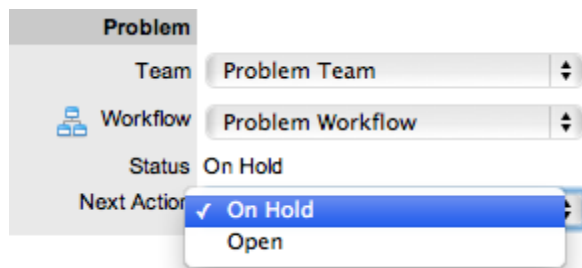 Problem
Team Problem Team
Workflow Problem Workflow
Status On Hold
Next Action ✓ On Hold
Open